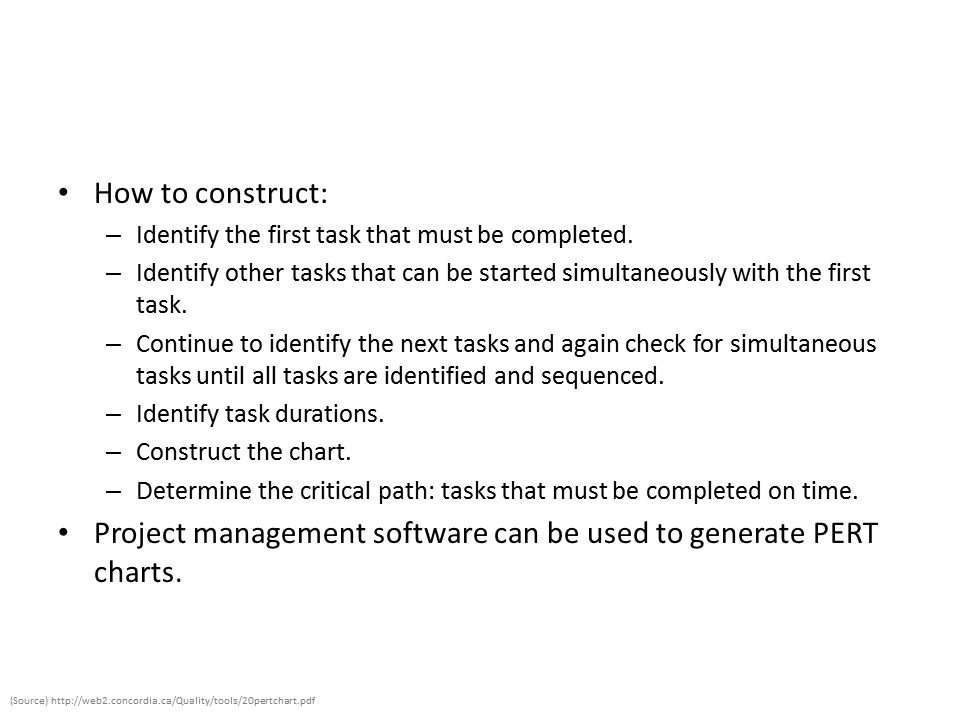 • How to construct:
– Identify the first task that must be completed.
– Identify other tasks that can be started simultaneously with the first
task.
– Continue to identify the next tasks and again check for simultaneous
tasks until all tasks are identified and sequenced.
– Identify task durations.
– Construct the chart.
– Determine the critical path: tasks that must be completed on time.
• Project management software can be used to generate PERT
charts.
(Source) http://web2.concordia.ca/Quality/tools/20pertchart.pdf